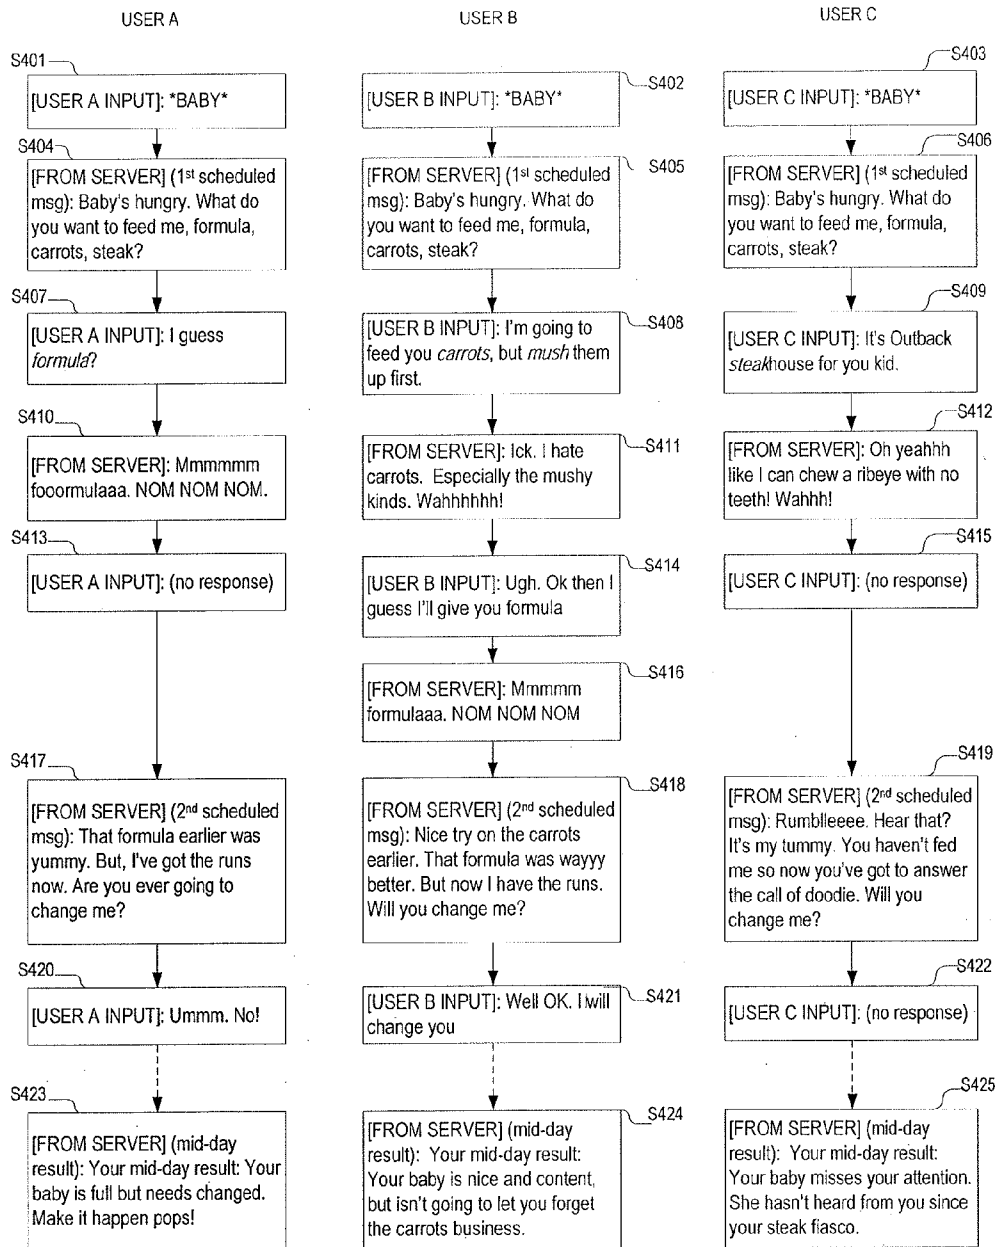 USER A
USER B
USER C
S401
[USER A INPUT]: *BABY*
S402
[USER B INPUT]: *BABY*
S403
[USER C INPUT]: *BABY*
S404
[FROM SERVER] (1st scheduled
msg): Baby's hungry. What do
you want to feed me, formula,
carrots, steak?
S405
[FROM SERVER] (1st scheduled
msg): Baby's hungry. What do
you want to feed me, formula,
carrots, steak?
S406
[FROM SERVER] (1st scheduled
msg): Baby's hungry. What do
you want to feed me, formula,
carrots, steak?
S407
[USER A INPUT]: I guess
formula?
S408
[USER B INPUT]: I'm going to
feed you carrots, but mush them
up first.
S409
[USER C INPUT]: It's Outback
steakhouse for you kid.
S410
[FROM SERVER]: Mmmmmm
fooormulaaa. NOM NOM NOM.
S411
[FROM SERVER]: Ick. I hate
carrots. Especially the mushy
kinds. Wahhhhhh!
S412
[FROM SERVER]: Oh yeahhh
like I can chew a ribeye with no
teeth! Wahhh!
S413
[USER A INPUT]: (no response)
S414
[USER B INPUT]: Ugh. Ok then I
guess I'll give you formula
S415
[USER C INPUT]: (no response)
S416
[FROM SERVER]: Mmmmm
formulaaa. NOM NOM NOM
S417
[FROM SERVER] (2nd scheduled
msg): That formula earlier was
yummy. But, I've got the runs
now. Are you ever going to
change me?
S418
[FROM SERVER] (2nd scheduled
msg): Nice try on the carrots
earlier. That formula was wayyy
better. But now I have the runs.
Will you change me?
S419
[FROM SERVER] (2nd scheduled
msg): Rumblleeee. Hear that?
It's my tummy. You haven't fed
me so now you've got to answer
the call of doodie. Will you
change me?
S420
[USER A INPUT]: Ummm. No!
S421
[USER B INPUT]: Well OK. I will
change you
S422
[USER C INPUT]: (no response)
S423
[FROM SERVER] (mid-day
result): Your mid-day result: Your
baby is full but needs changed.
Make it happen pops!
S424
[FROM SERVER] (mid-day
result): Your mid-day result:
Your baby is nice and content,
but isn't going to let you forget
the carrots business.
S425
[FROM SERVER] (mid-day
result): Your mid-day result:
Your baby misses your attention.
She hasn't heard from you since
your steak fiasco.